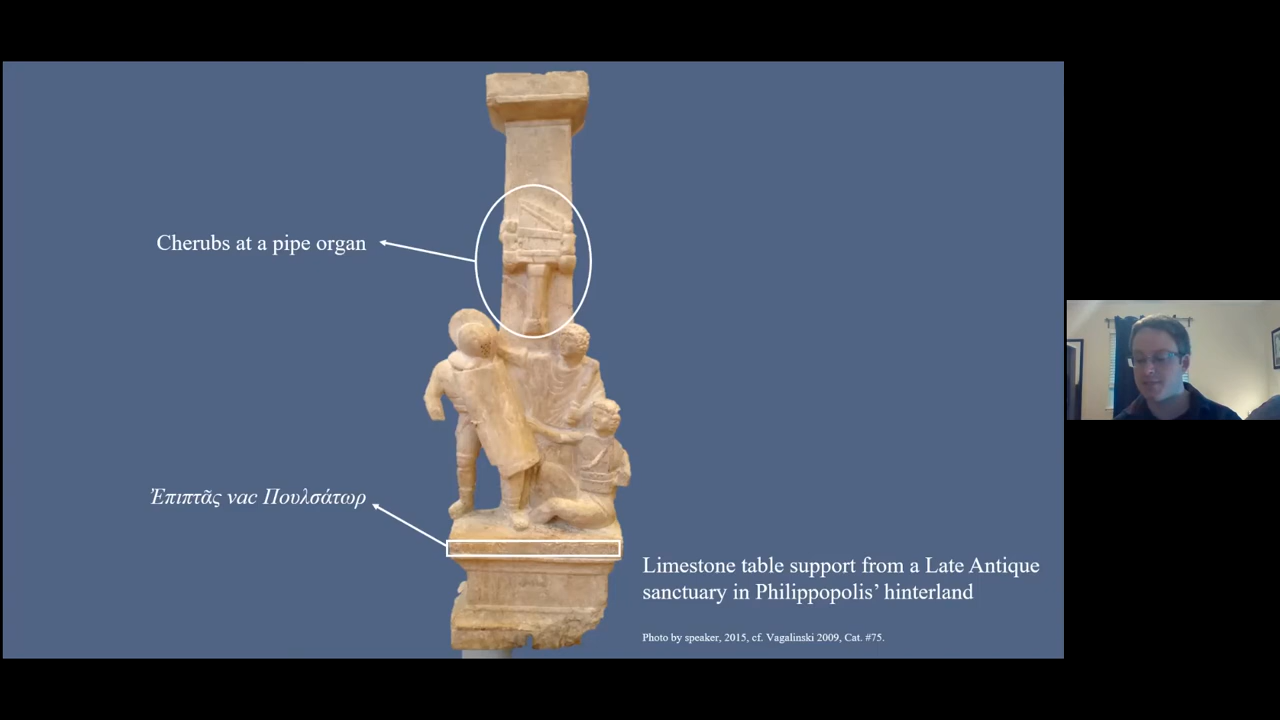 Cherubs at a pipe organ
Ἐπιπτᾶς vac Πουλσάτωρ
Limestone table support from a Late Antique
sanctuary in Philippopolis’ hinterland
Photo by speaker, 2015, cf. Vagalinski 2009, Cat. #75.